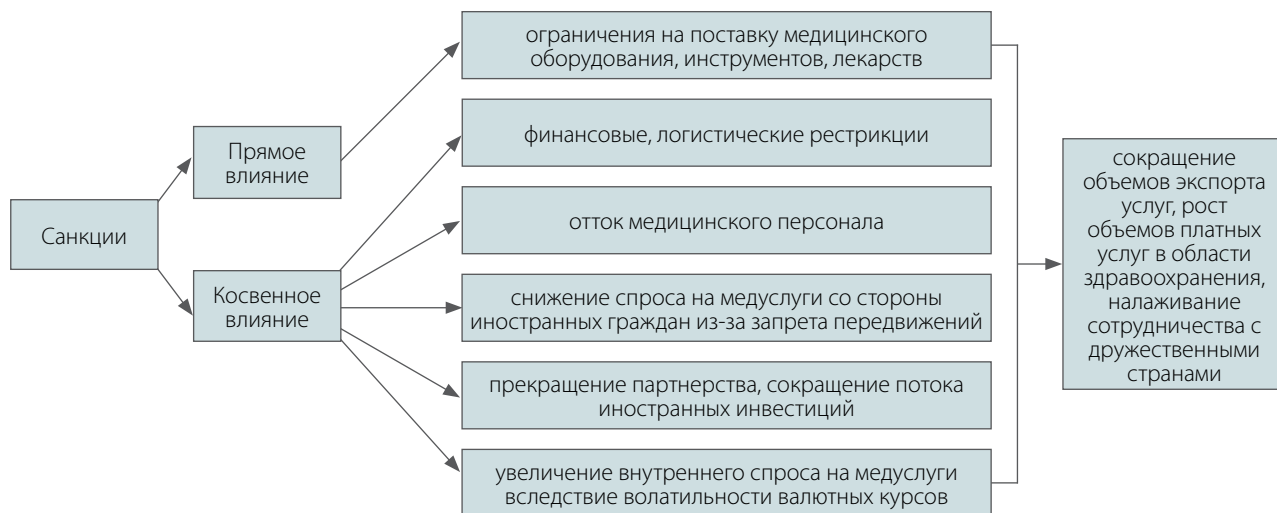 Санкции
Прямое
влияние
Косвенное
влияние
ограничения на поставку медицинского
оборудования, инструментов, лекарств
финансовые, логистические рестрикции
отток медицинского персонала
снижение спроса на медуслуги со стороны
иностранных граждан из-за запрета передвижений
прекращение партнерства, сокращение потока
иностранных инвестиций
увеличение внутреннего спроса на медуслуги
вследствие волатильности валютных курсов
сокращение
объемов экспорта
услуг, рост
объемов платных
услуг в области
здравоохранения,
налаживание
сотрудничества с
дружественными
странами